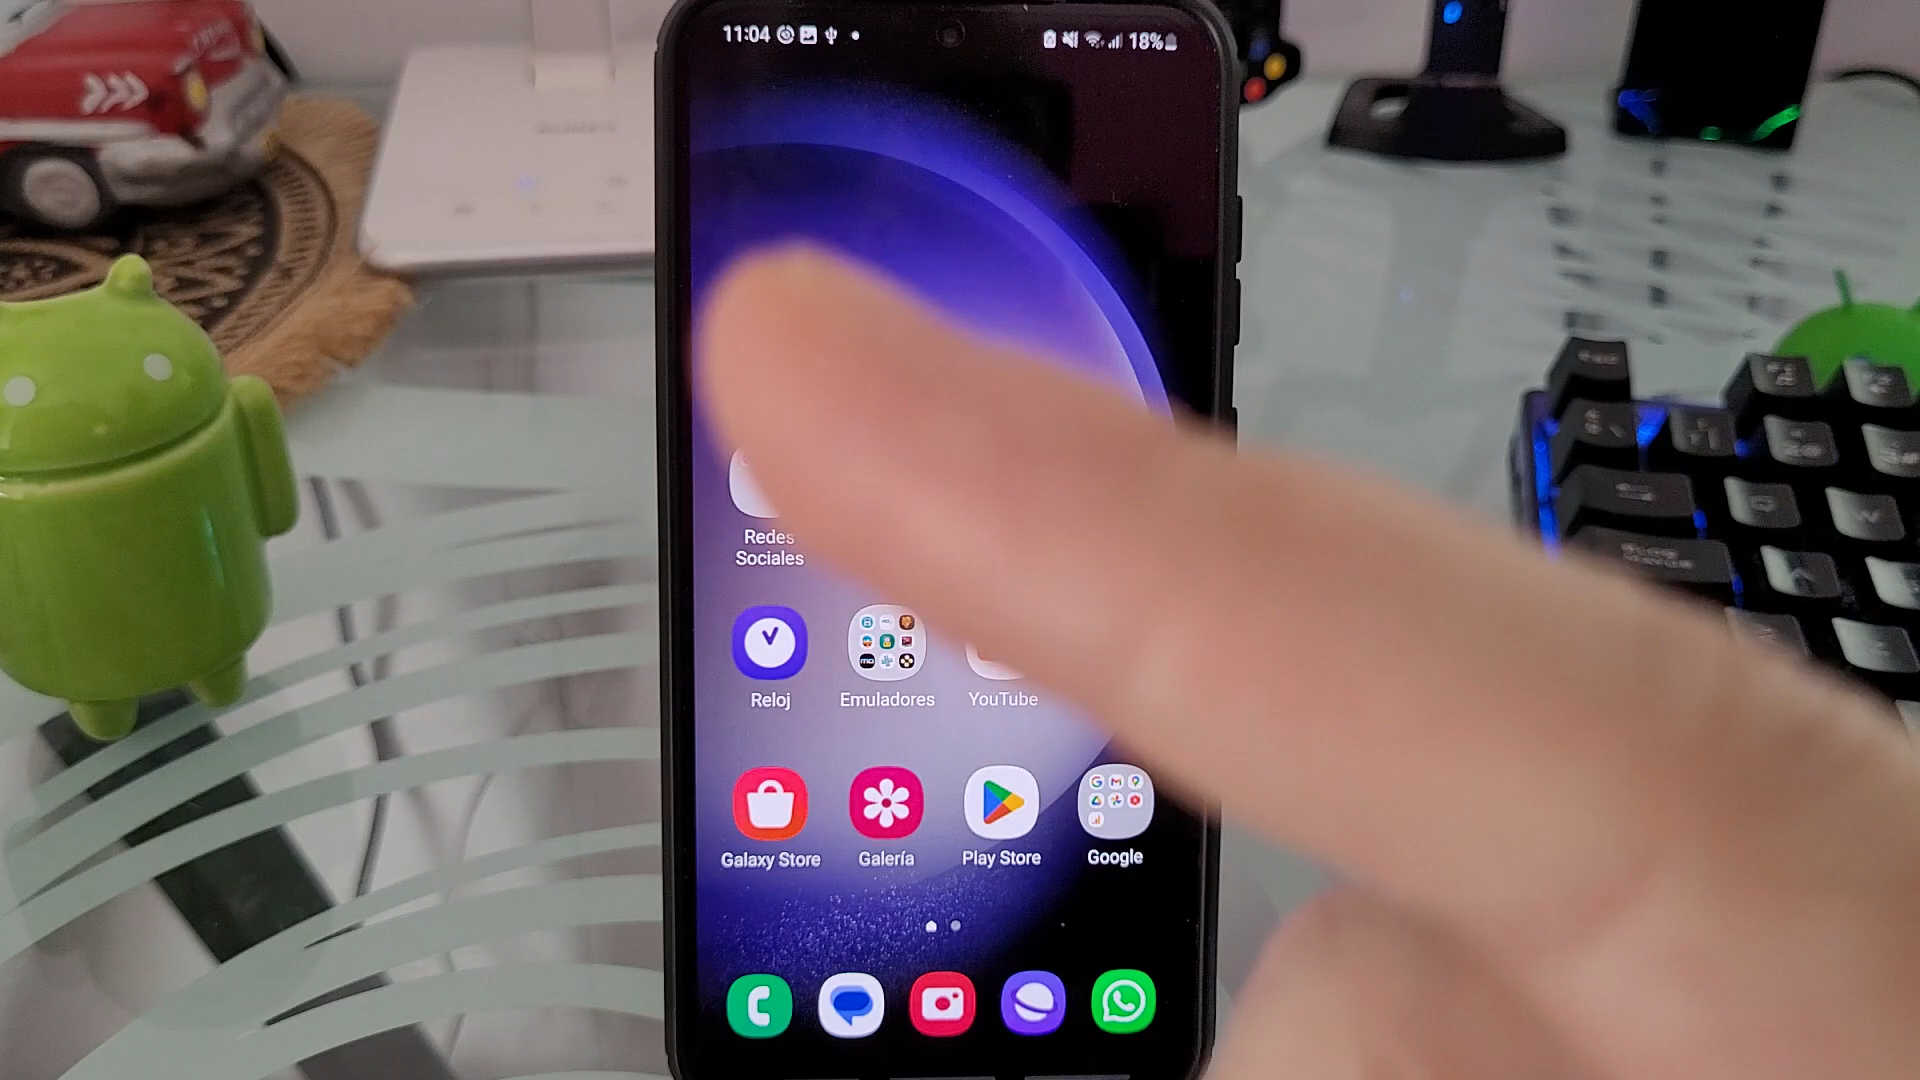 11:04
18%
Redes
Sociales
Reloj
Emuladores
YouTube
Galaxy Store
Galería
Play Store
Google